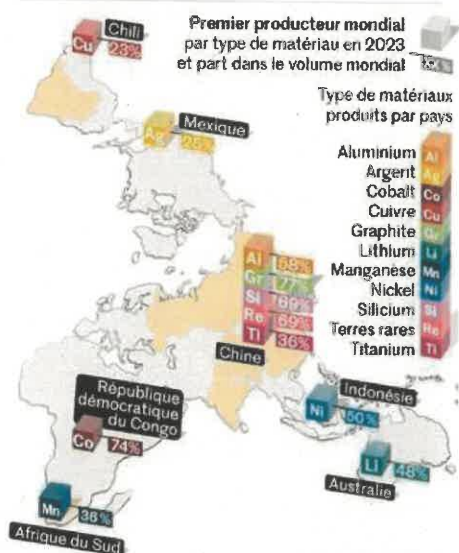 Premier producteur mondial
par type de matériau en 2023
et part dans le volume mondial
Type de matériaux
produits par pays
Aluminium Al
Argent Ag
Cobalt Co
Cuivre Cu
Graphite Gr
Lithium Li
Manganèse Mn
Nickel Ni
Silicium Si
Terres rares Re
Titanium Ti
Chili
Cu 23%
Mexique
Ag
Al 68%
Gr 77%
Si 69%
Re 69%
Ti 36%
Chine
République
démocratique
du Congo
Co 74%
Indonésie
Ni 50%
Li 48%
Australie
Mn 36%
Afrique du Sud